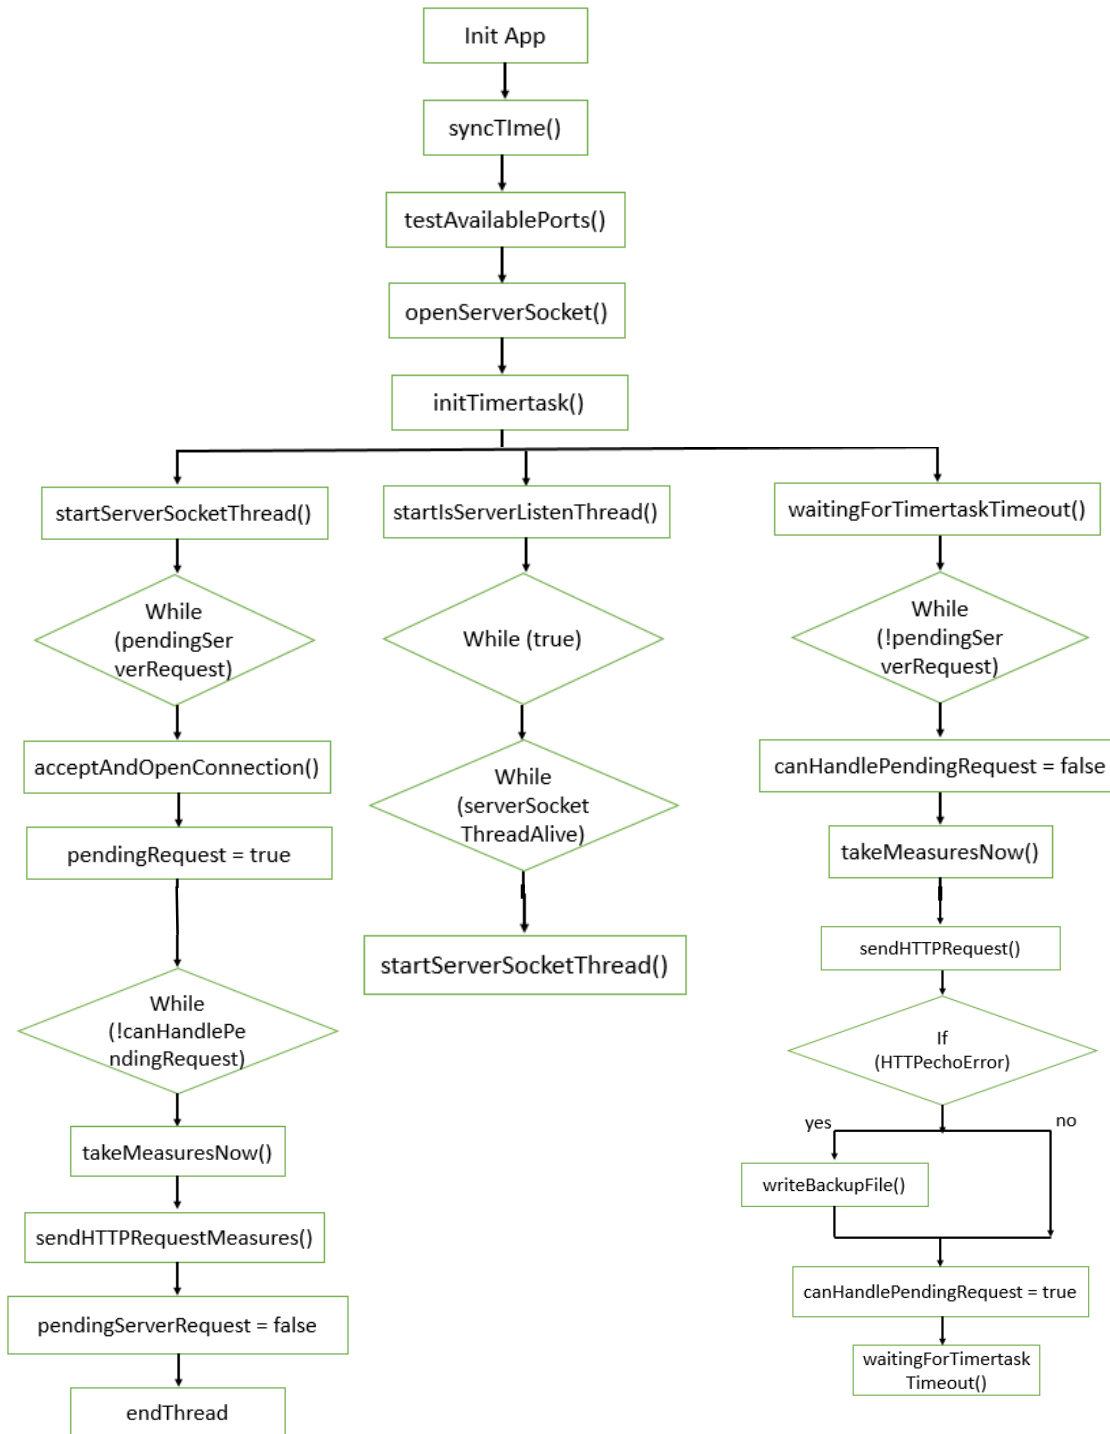 Init App
syncTIme()
testAvailablePorts()
openServerSocket()
initTimertask()
startServerSocketThread()
While
(pendingSer
verRequest)
acceptAndOpenConnection()
pendingRequest = true
While
(!canHandlePe
ndingRequest)
takeMeasuresNow()
sendHTTPRequestMeasures()
pendingServerRequest = false
endThread
startIsServerListenThread()
While (true)
While
(serverSocket
ThreadAlive)
startServerSocketThread()
waitingForTimertaskTimeout()
While
(!pendingSer
verRequest)
canHandlePendingRequest = false
takeMeasuresNow()
sendHTTPRequest()
If
(HTTPechoError)
yes
no
writeBackupFile()
canHandlePendingRequest = true
waitingForTimertask
Timeout()